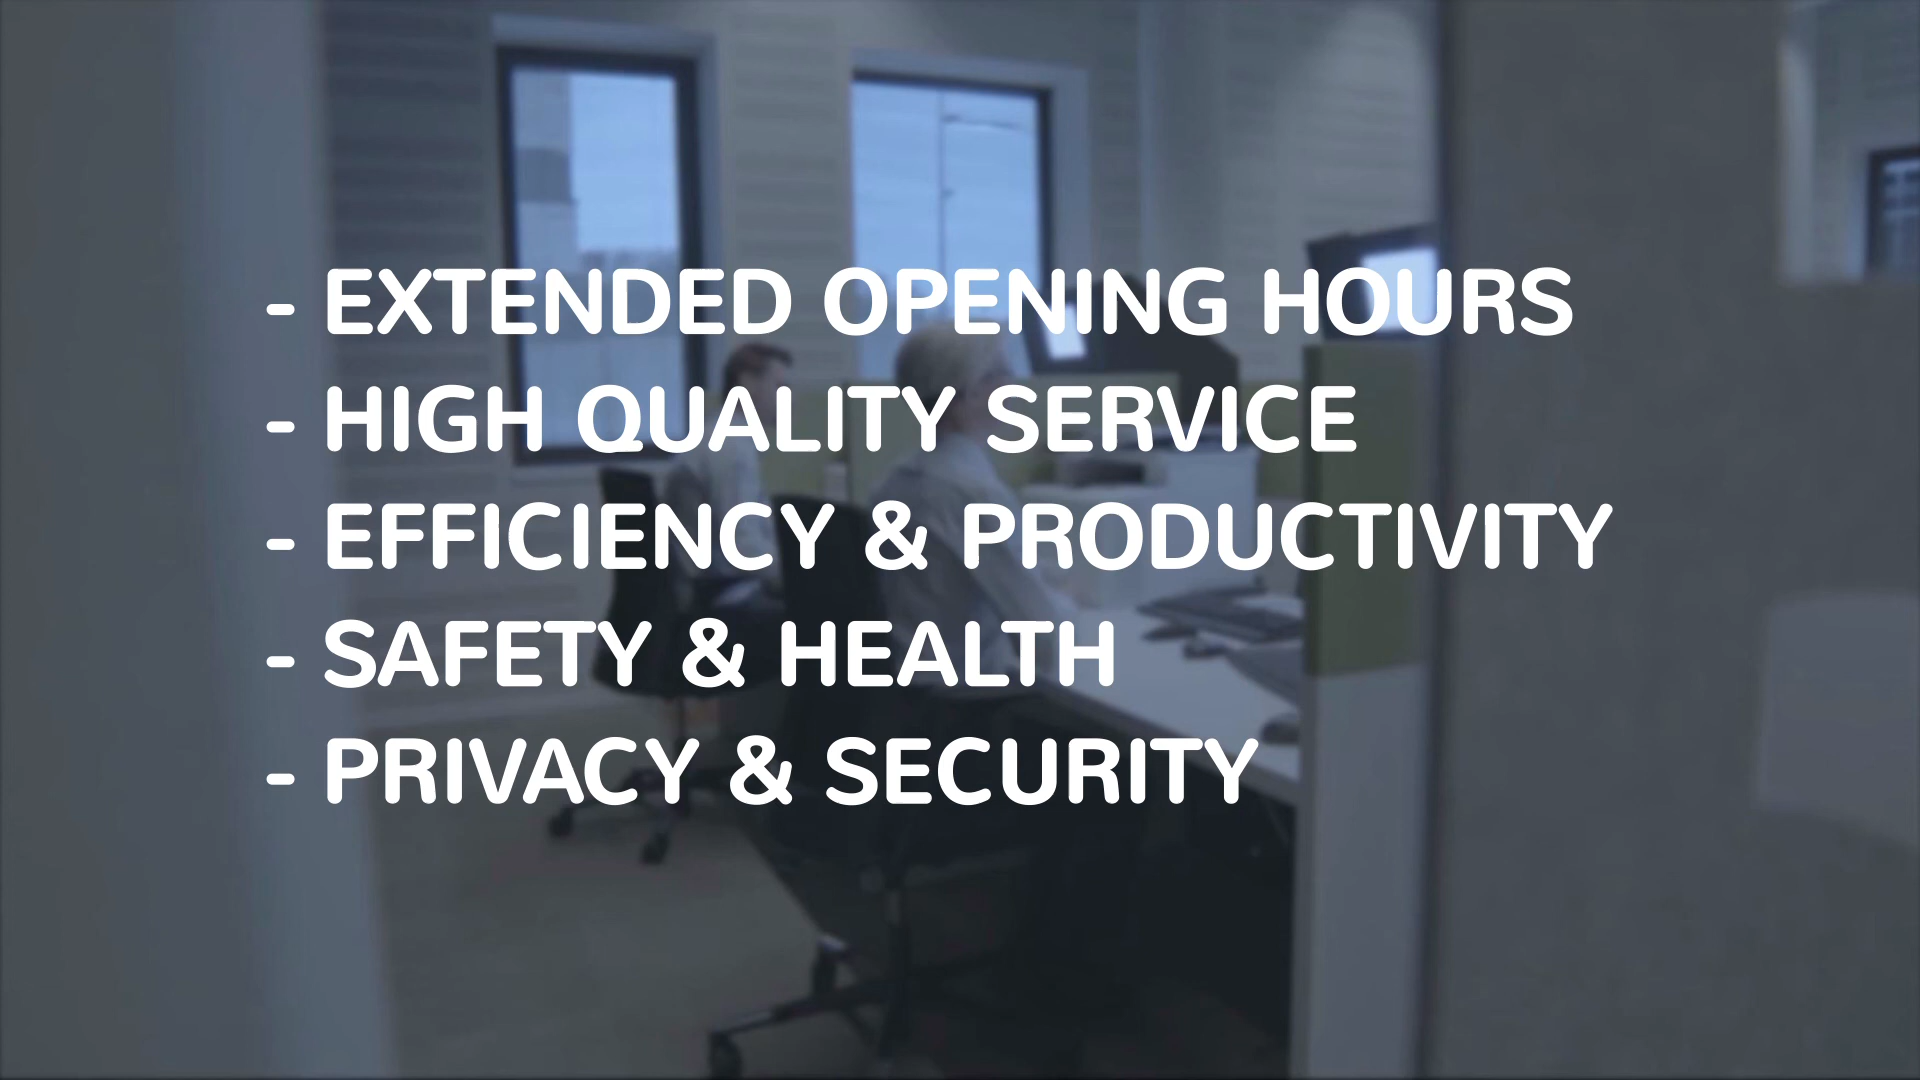 - EXTENDED OPENING HOURS
- HIGH QUALITY SERVICE
- EFFICIENCY & PRODUCTIVITY
- SAFETY & HEALTH
- PRIVACY & SECURITY